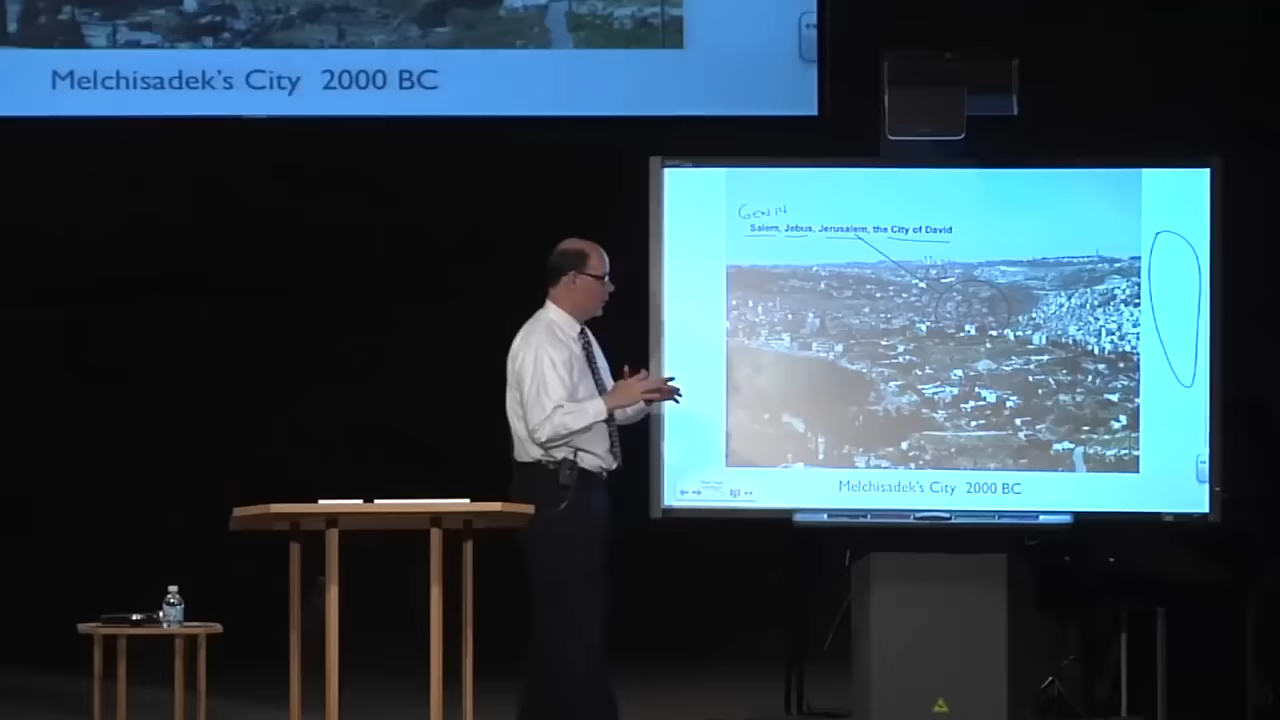 Melchisadek's City 2000 BC
Gen 14
Salem, Jebus, Jerusalem, the City of David
Melchisadek's City 2000 BC